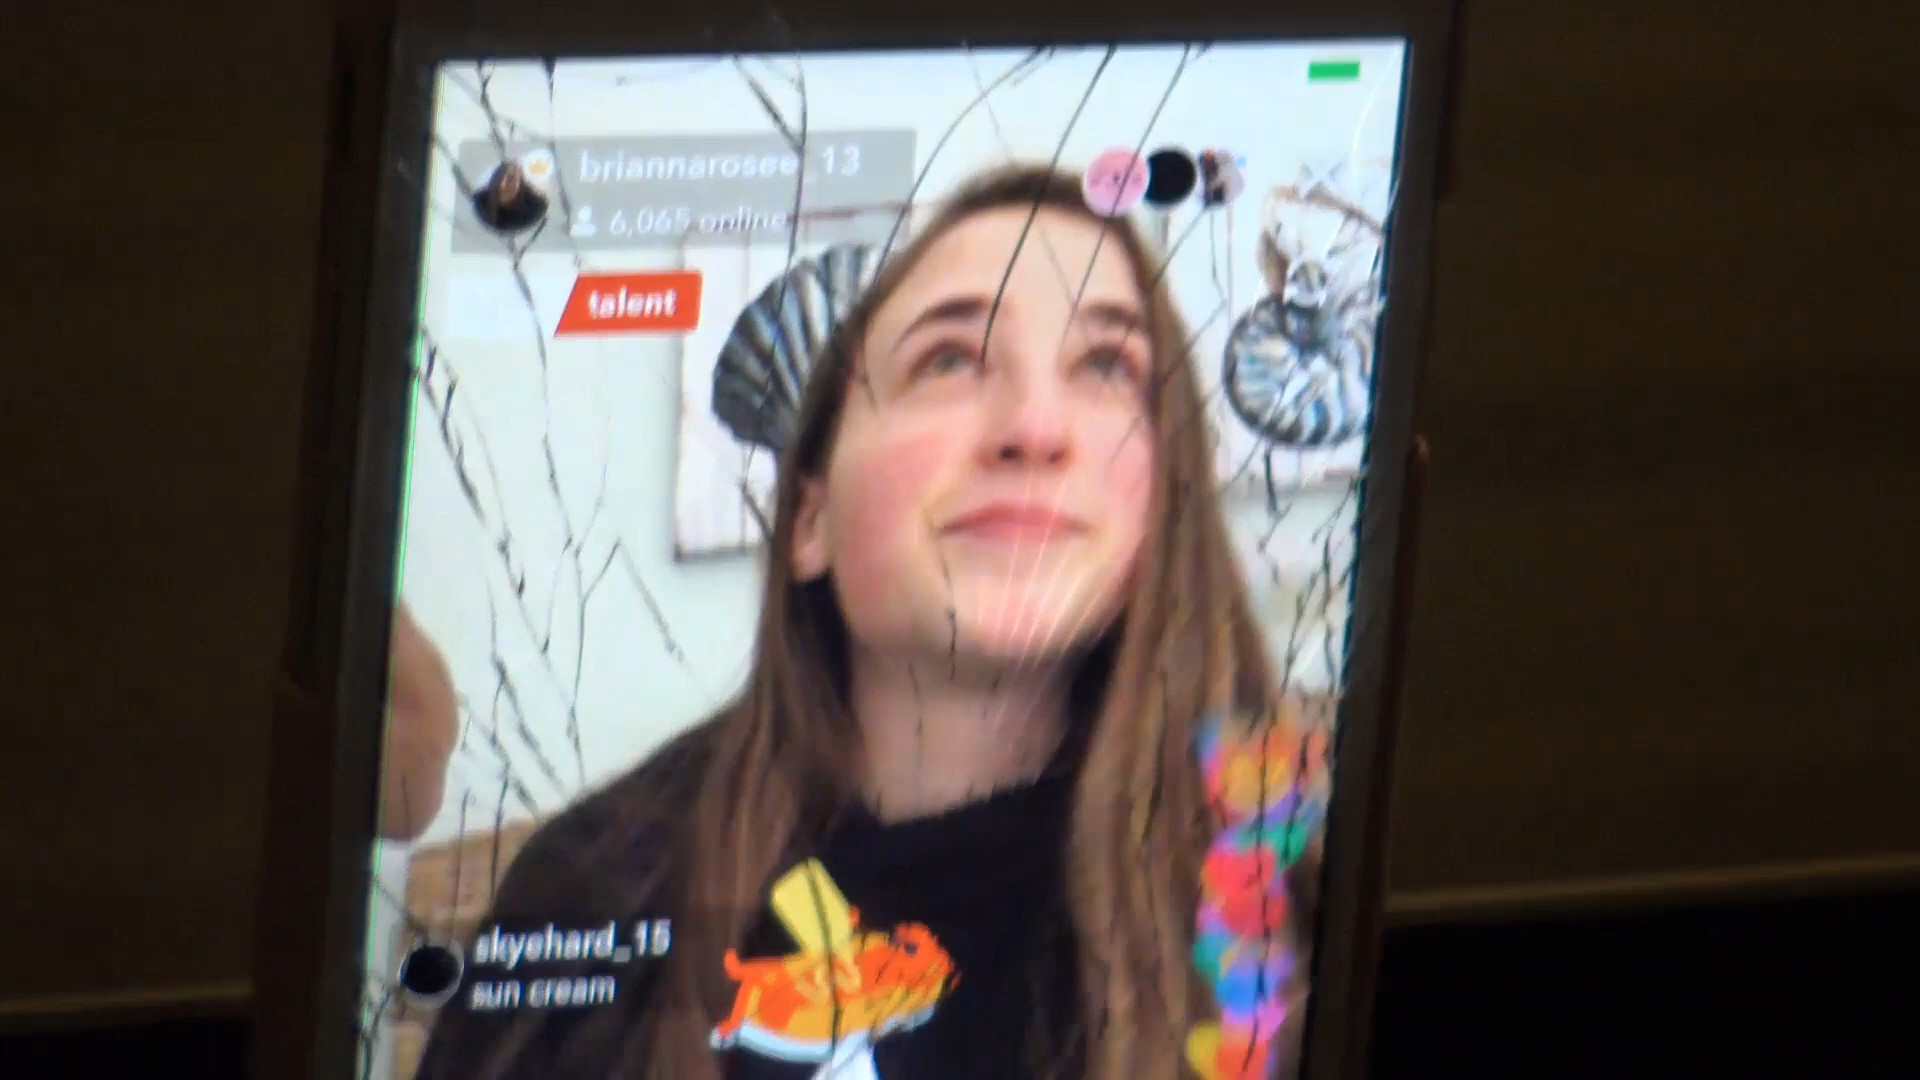 briannarosee_13
6,065 online
talent
skyehard_15
sun cream